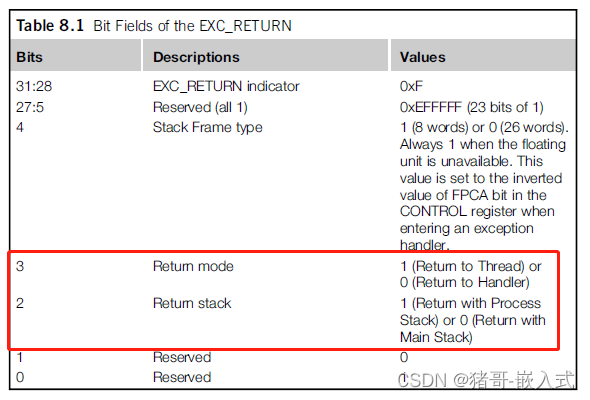 Table 8.1 Bit Fields of the EXC_RETURN
Bits Descriptions Values
31:28 EXC_RETURN indicator 0xF
27:5 Reserved (all 1) 0xEFFFFF (23 bits of 1)
4 Stack Frame type 1 (8 words) or 0 (26 words).
Always 1 when the floating
unit is unavailable. This
value is set to the inverted
value of FPCA bit in the
CONTROL register when
entering an exception
handler.
3 Return mode 1 (Return to Thread) or
0 (Return to Handler)
2 Return stack 1 (Return with Process
Stack) or 0 (Return with
Main Stack)
1 Reserved 0
0 Reserved 1
CSDN @猪哥-嵌入式